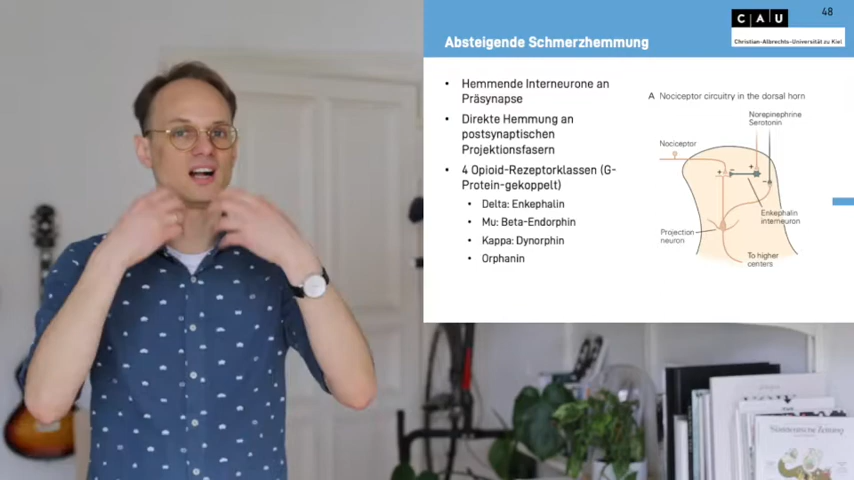 48
CAU
Christian-Albrechts-Universität zu Kiel
Absteigende Schmerzhemmung
Hemmende Interneurone an
Präsynapse
Direkte Hemmung an
postsynaptischen
Projektionsfasern
4 Opioid-Rezeptorklassen (G-
Protein-gekoppelt)
Delta: Enkephalin
Mu: Beta-Endorphin
Kappa: Dynorphin
Orphanin
A Nociceptor circuitry in the dorsal horn
Norepinephrine
Serotonin
Nociceptor
Enkephalin
interneuron
Projection
neuron
To higher
centers
Süddeutsche Zeitung